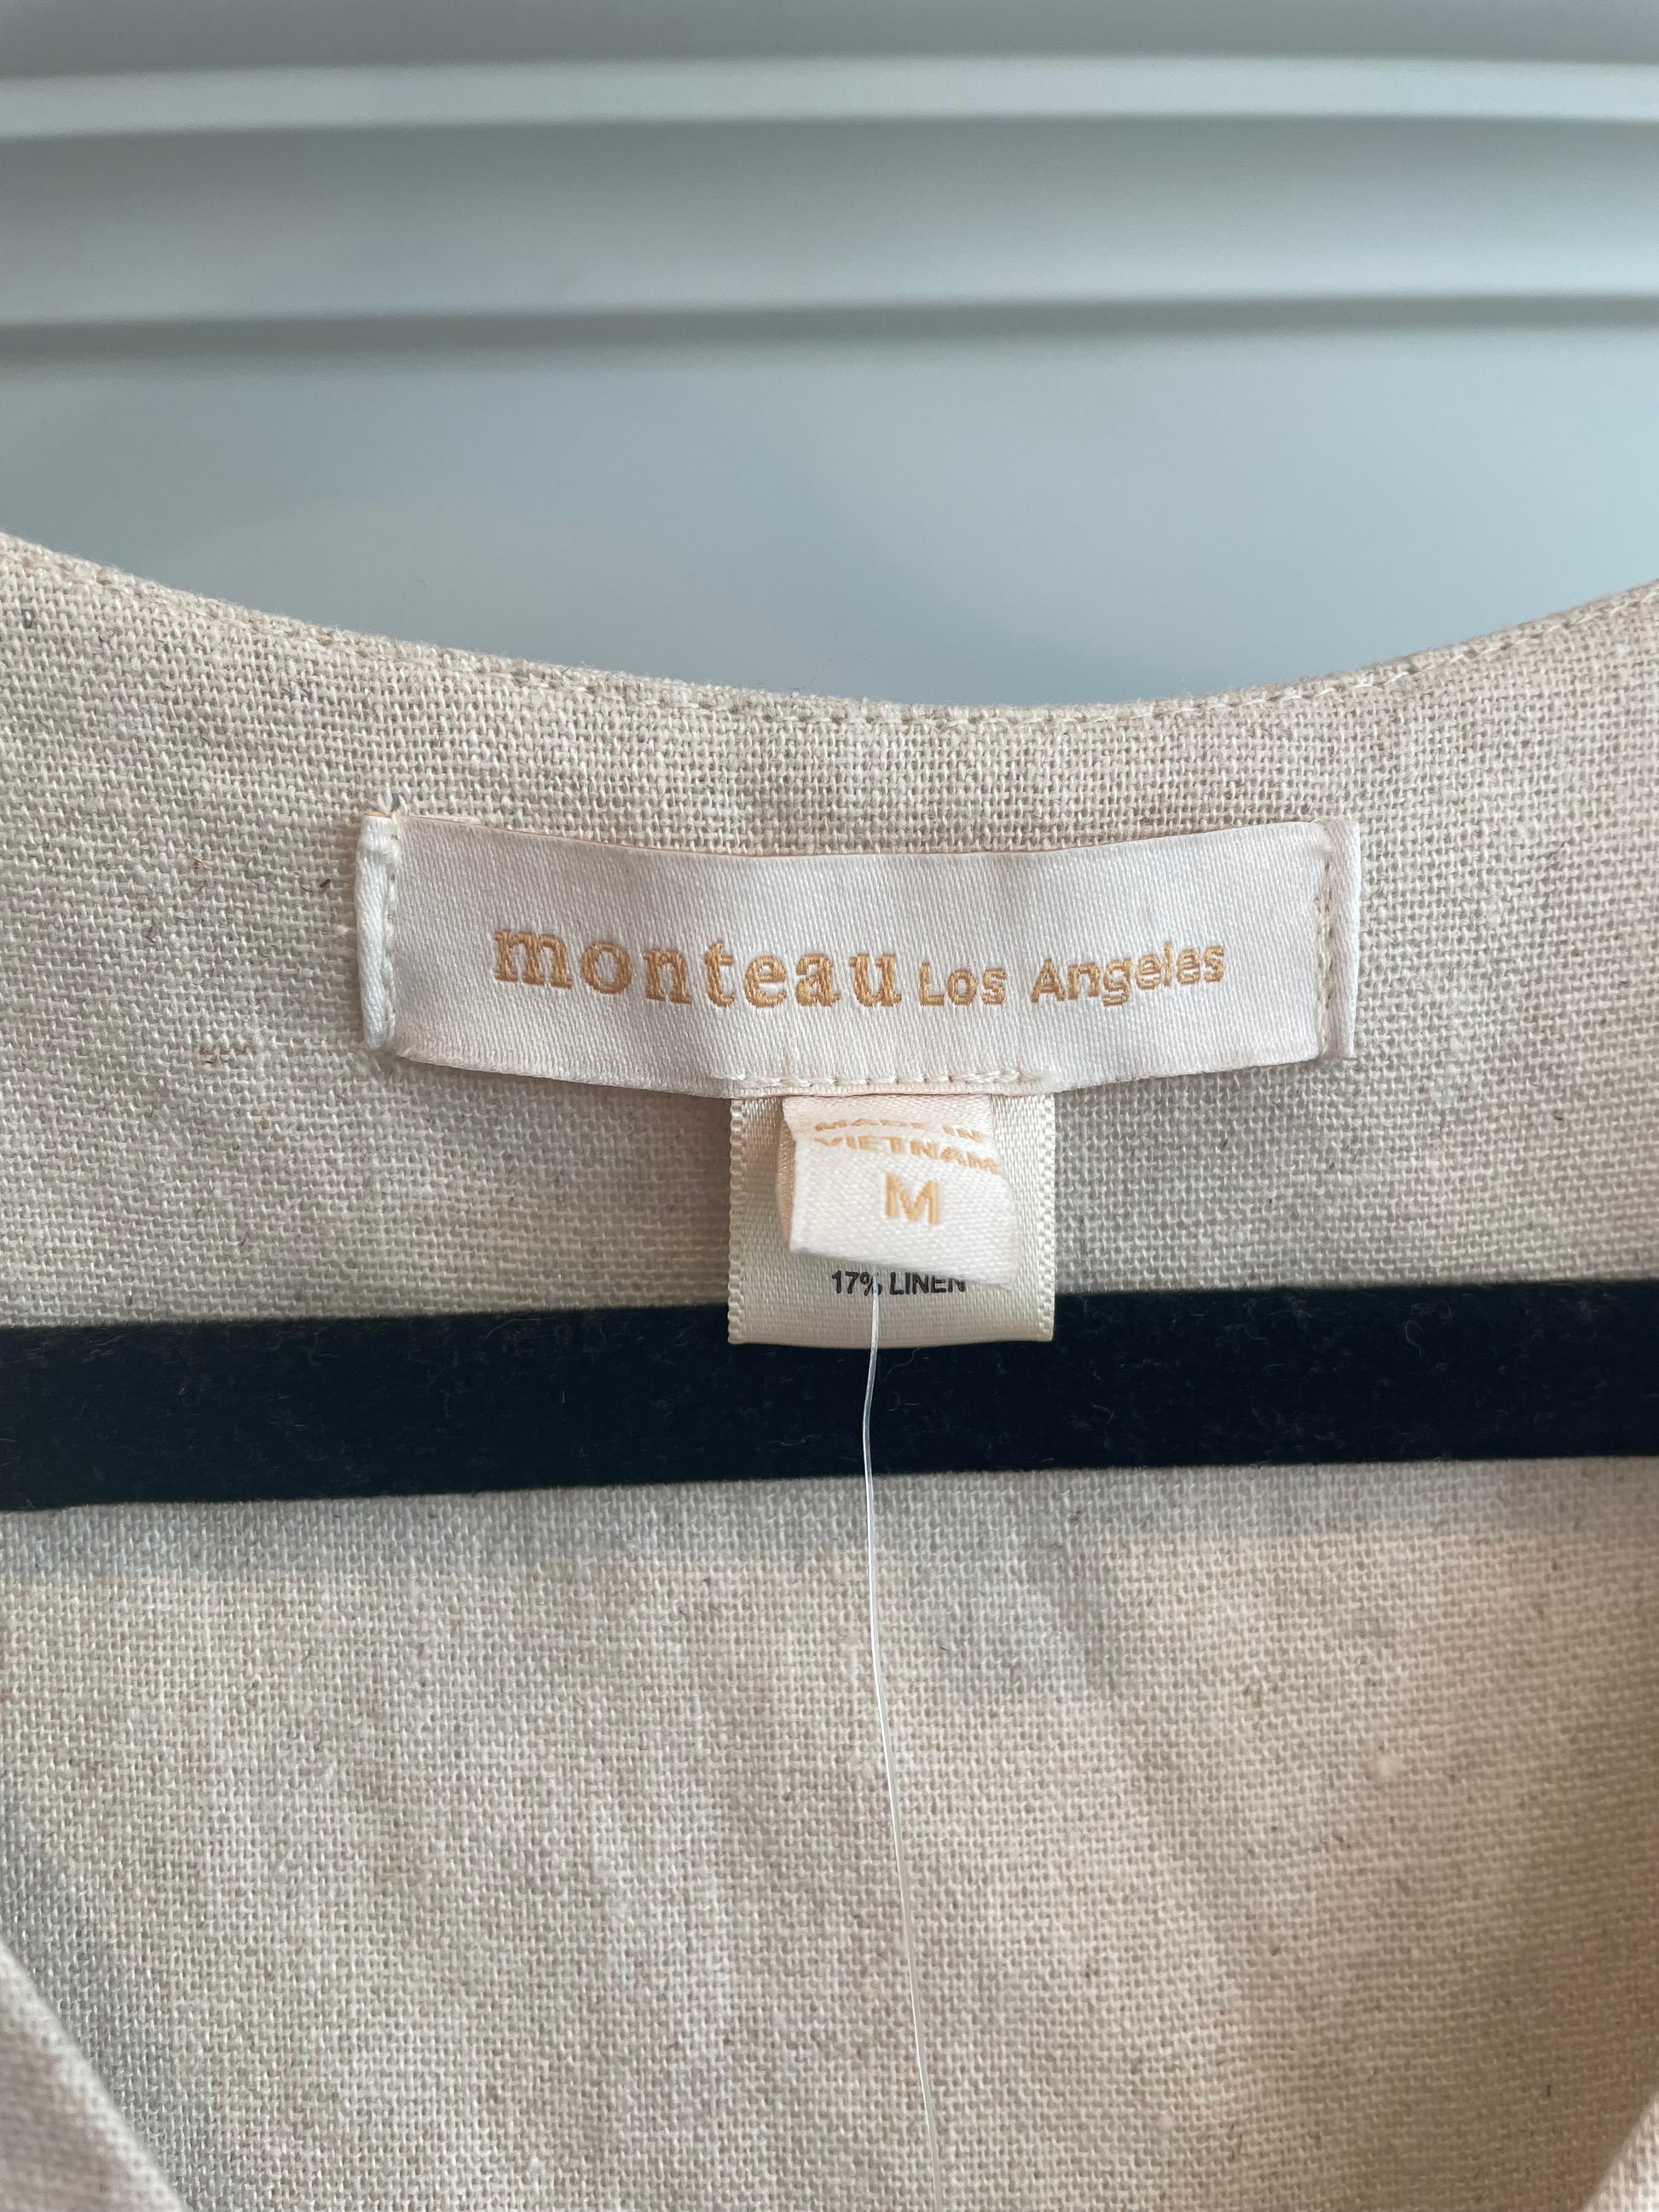 monteau Los Angeles
MADE IN
VIETNAM
M
17% LINEN